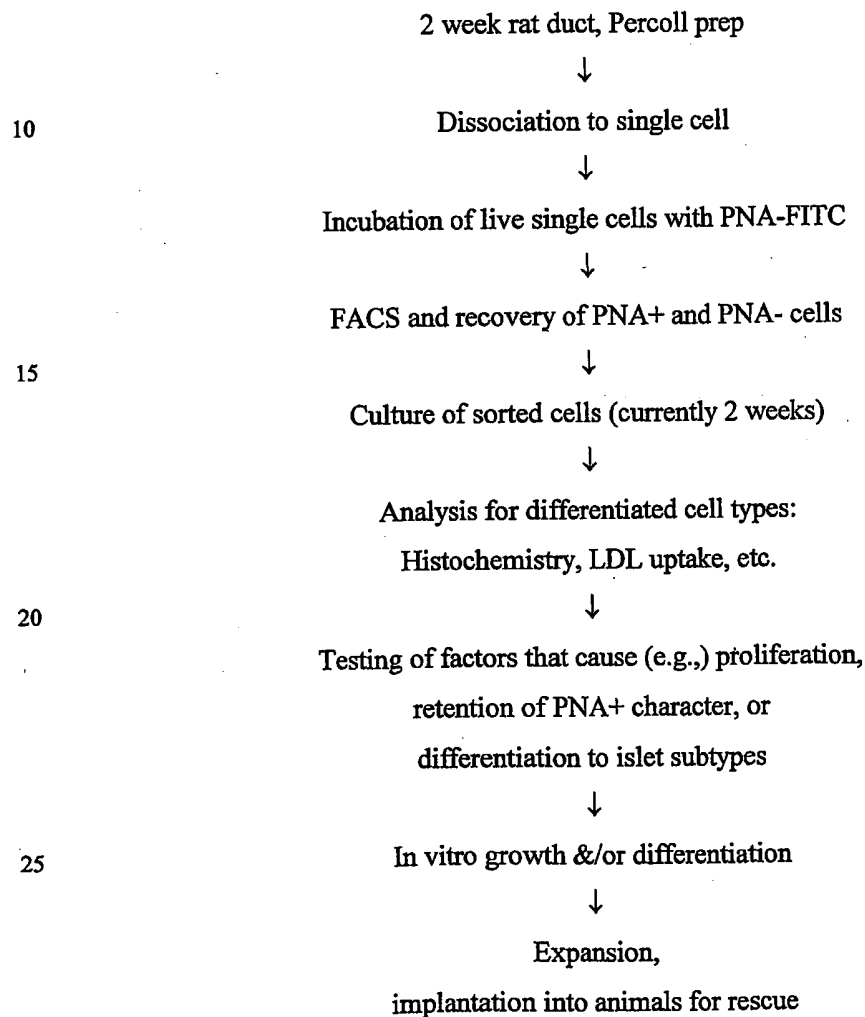 2 week rat duct, Percoll prep
↓
10 Dissociation to single cell
↓
Incubation of live single cells with PNA-FITC
↓
FACS and recovery of PNA+ and PNA- cells
15 ↓
Culture of sorted cells (currently 2 weeks)
↓
Analysis for differentiated cell types:
Histochemistry, LDL uptake, etc.
20 ↓
Testing of factors that cause (e.g.,) proliferation,
retention of PNA+ character, or
differentiation to islet subtypes
↓
25 In vitro growth &/or differentiation
↓
Expansion,
implantation into animals for rescue